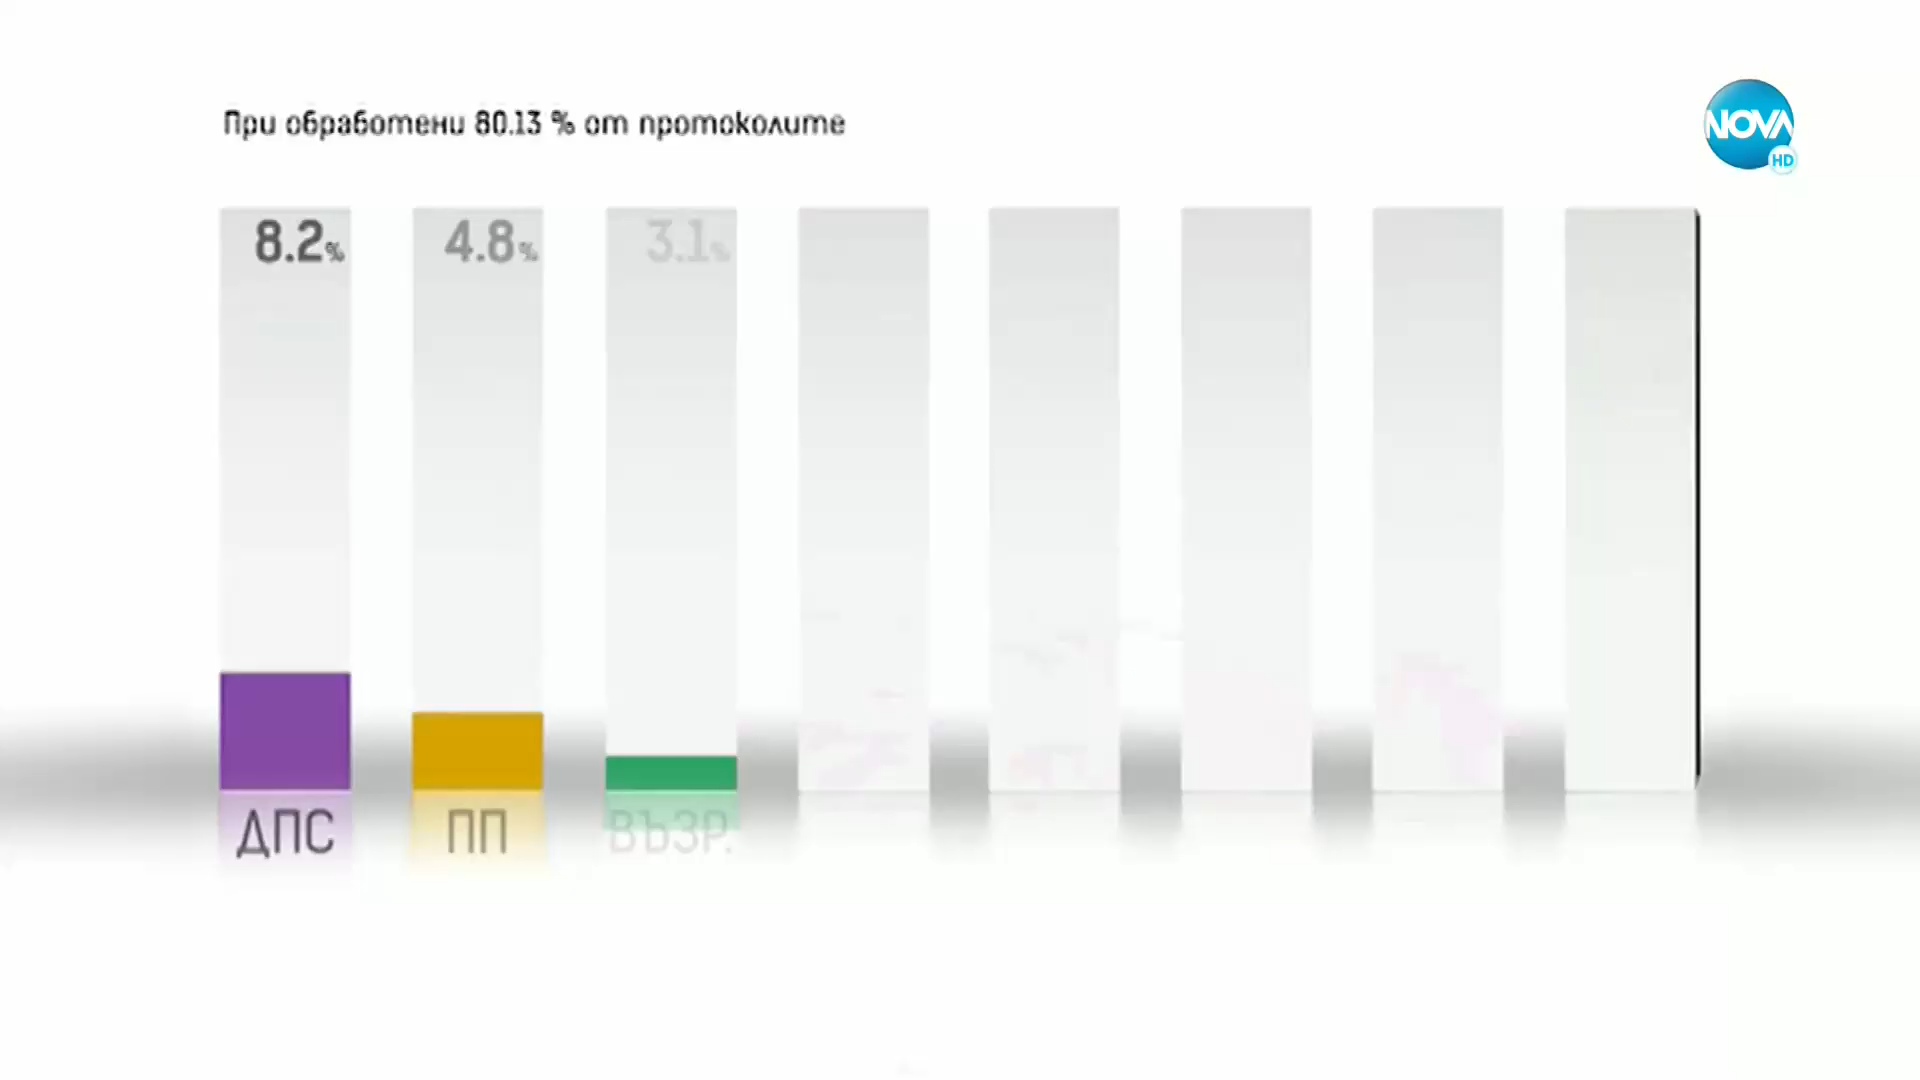 При обработени 80.13 % от протоколите
NOVA
HD
8.2% 4.8% 3.1%
ДПС ПП ВЪЗР.